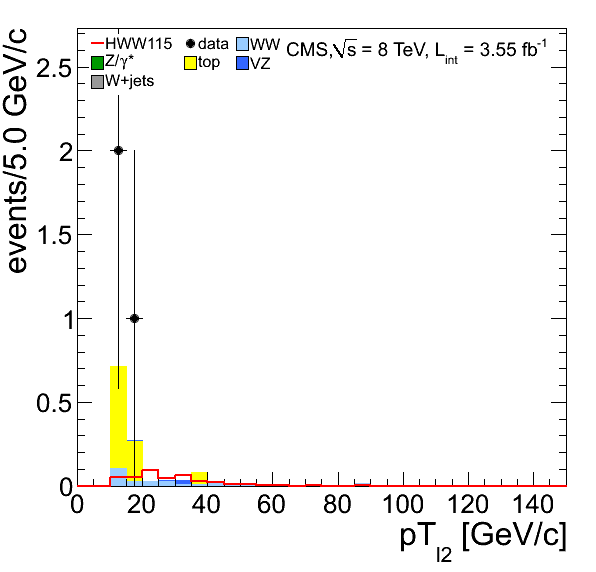 HWW115 data WW CMS,√s = 8 TeV, L_int = 3.55 fb⁻¹
Z/γ* top VZ
W+jets
events/5.0 GeV/c
2.5
2
1.5
1
0.5
0
0 20 40 60 80 100 120 140
pT_l2 [GeV/c]